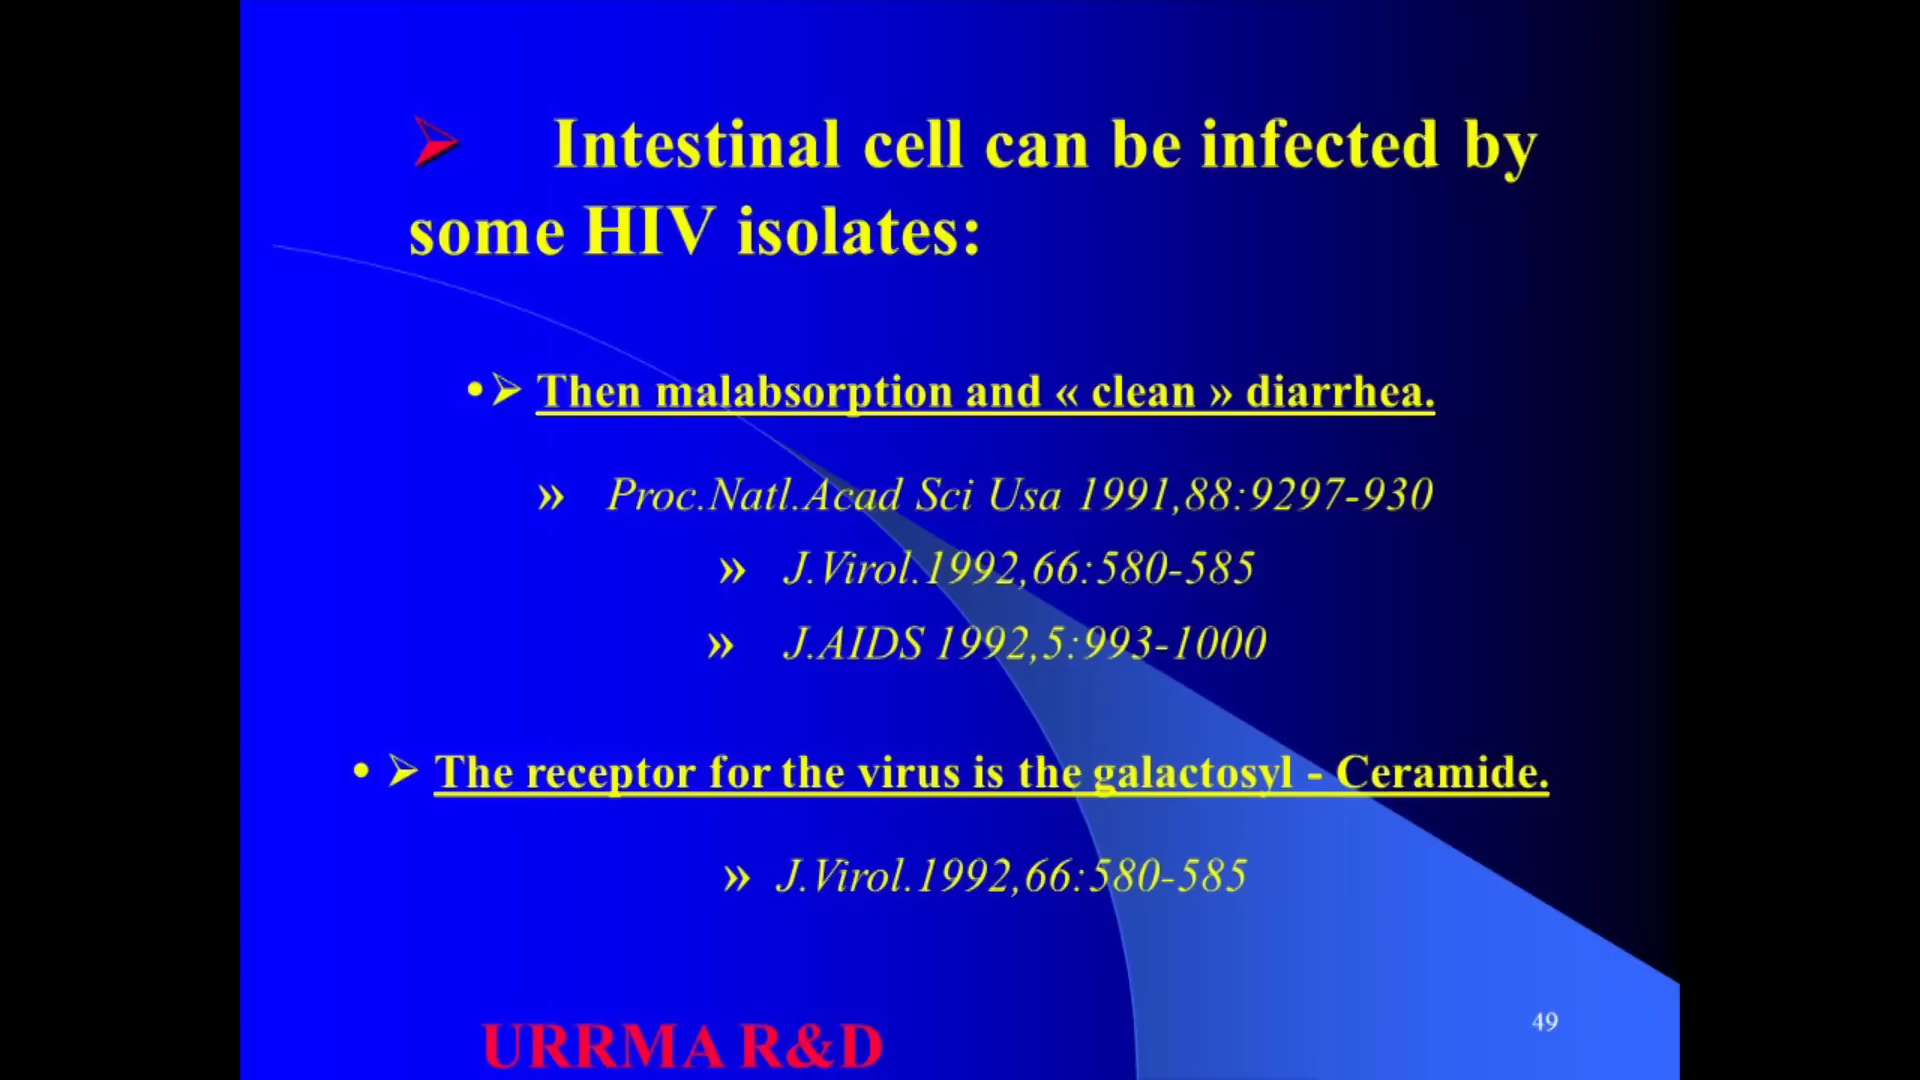 Intestinal cell can be infected by
some HIV isolates:
•➢ Then malabsorption and « clean » diarrhea.
» Proc.Natl.Acad Sci Usa 1991,88:9297-930
» J.Virol.1992,66:580-585
» J.AIDS 1992,5:993-1000
• ➢ The receptor for the virus is the galactosyl - Ceramide.
» J.Virol.1992,66:580-585
URRMA R&D
49